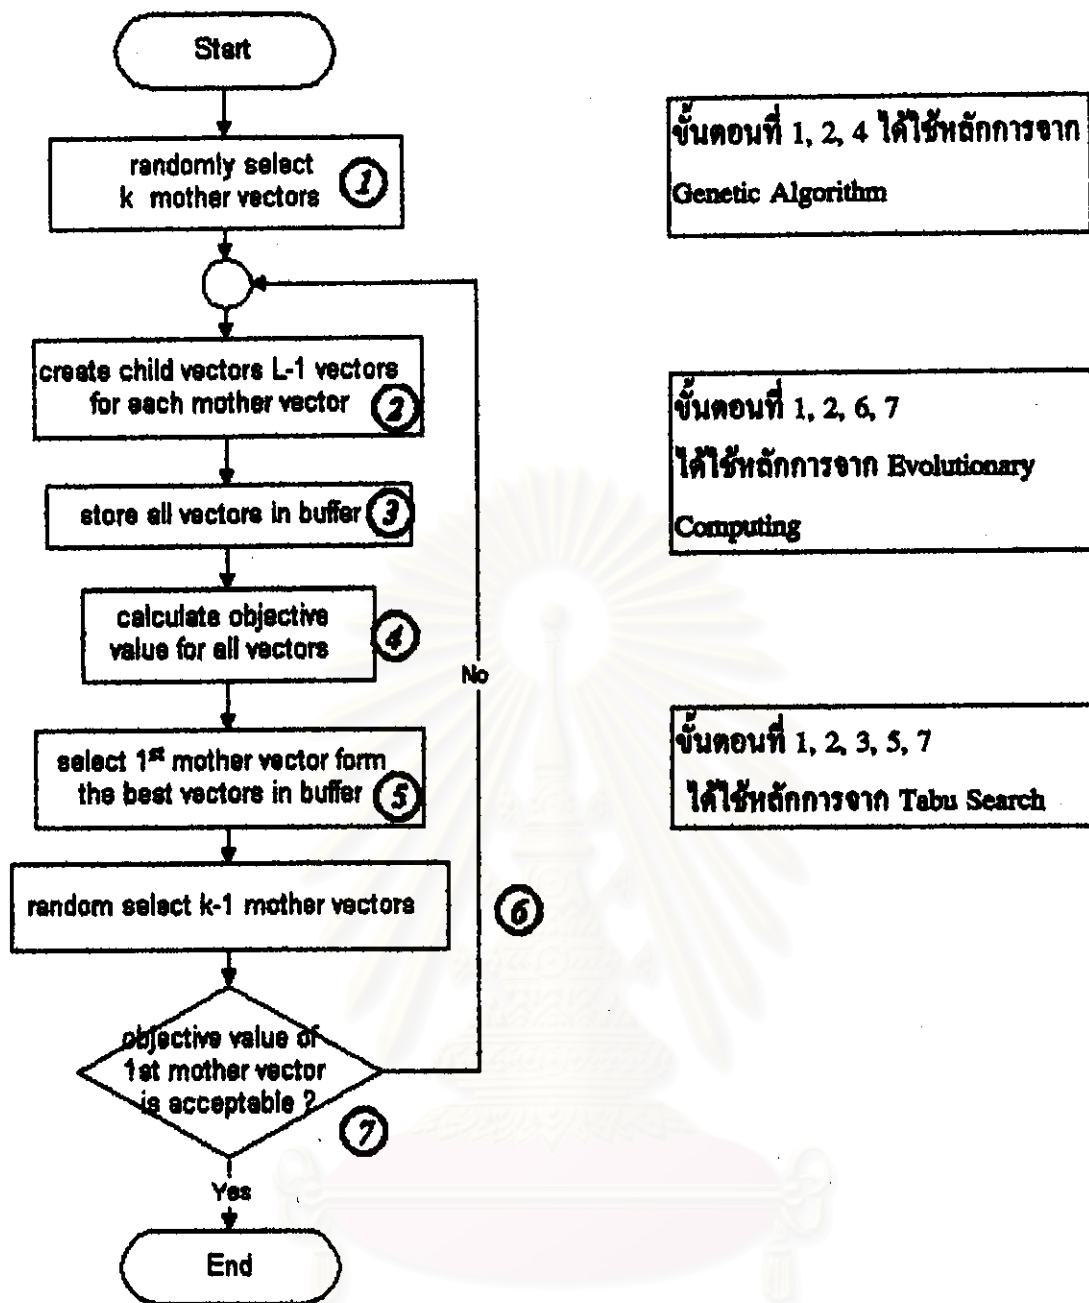 Start
randomly select
k mother vectors
1
create child vectors L-1 vectors
for each mother vector
2
store all vectors in buffer
3
calculate objective
value for all vectors
4
select 1st mother vector form
the best vectors in buffer
5
random select k-1 mother vectors
6
objective value of
1st mother vector
is acceptable ?
7
No
Yes
End
ขั้นตอนที่ 1, 2, 4 ได้ใช้หลักการจาก
Genetic Algorithm
ขั้นตอนที่ 1, 2, 6, 7
ได้ใช้หลักการจาก Evolutionary
Computing
ขั้นตอนที่ 1, 2, 3, 5, 7
ได้ใช้หลักการจาก Tabu Search